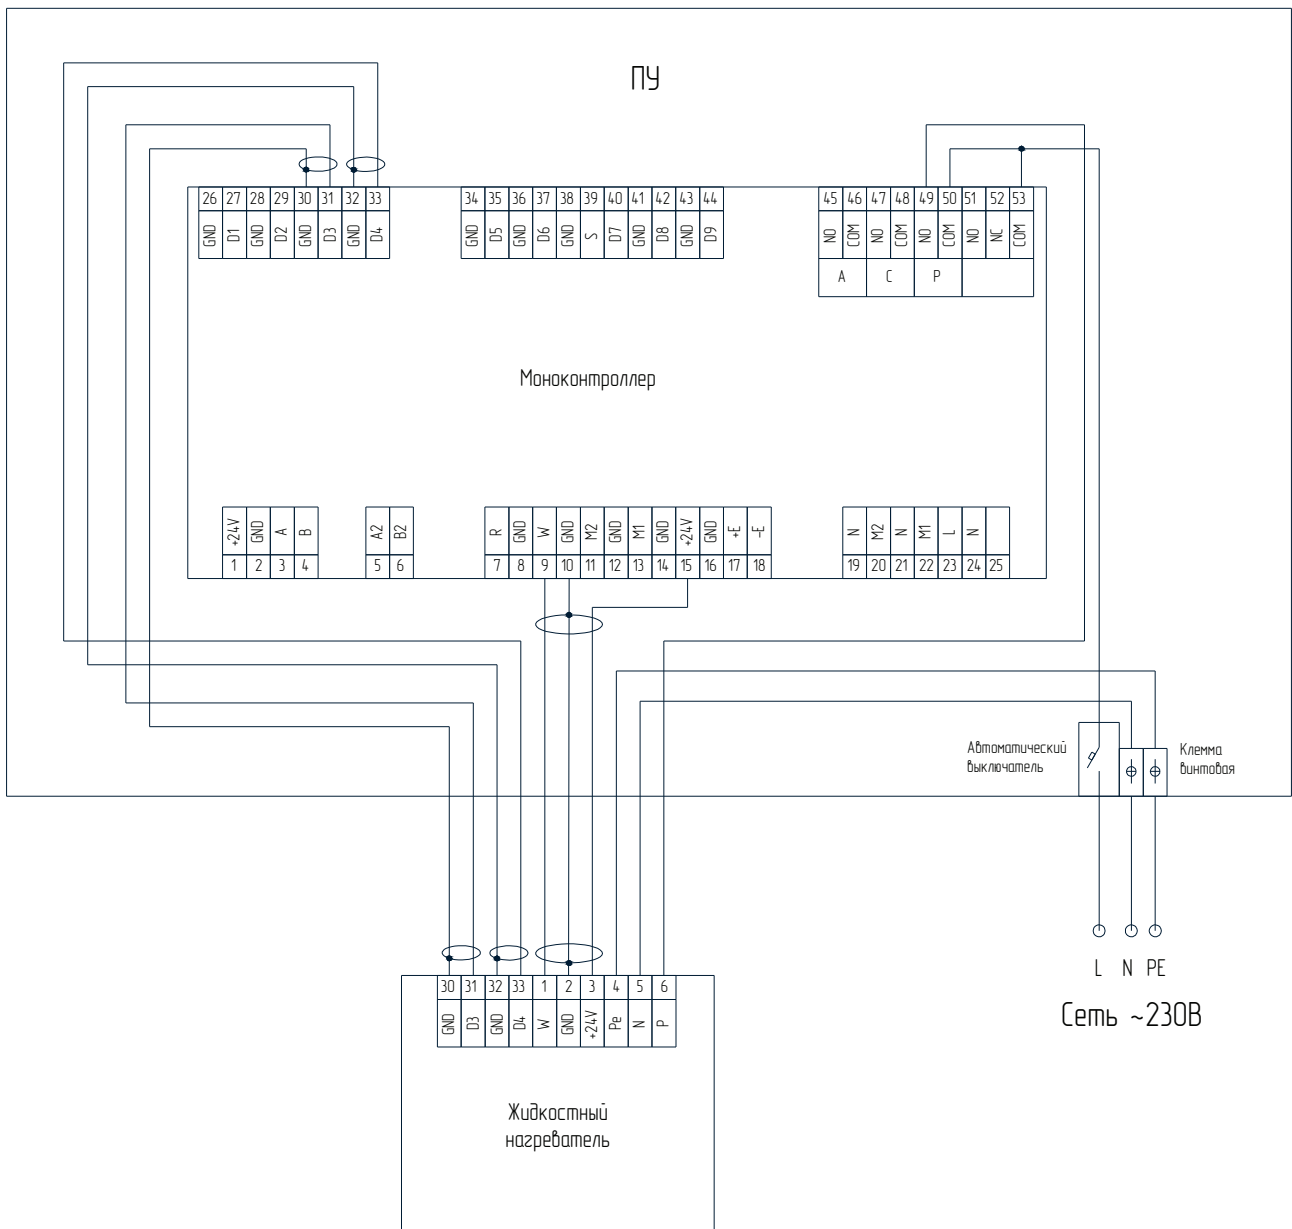 ПУ
26 27 28 29 30 31 32 33
GND D1 GND D2 GND D3 GND D4
34 35 36 37 38 39 40 41 42 43 44
GND D5 GND D6 GND S D7 GND D8 GND D9
45 46 47 48 49 50 51 52 53
NO COM NO COM NO COM NO NC COM
A C P
Моноконтроллер
+24V GND A B
1 2 3 4
A2 B2
5 6
R GND W GND M2 GND M1 GND +24V GND +E -E
7 8 9 10 11 12 13 14 15 16 17 18
N M2 N M1 L N
19 20 21 22 23 24 25
Автоматический
выключатель
Клемма
винтовая
L N PE
Сеть ~230В
30 31 32 33 1 2 3 4 5 6
GND D3 GND D4 W GND +24V Pe N P
Жидкостный
нагреватель